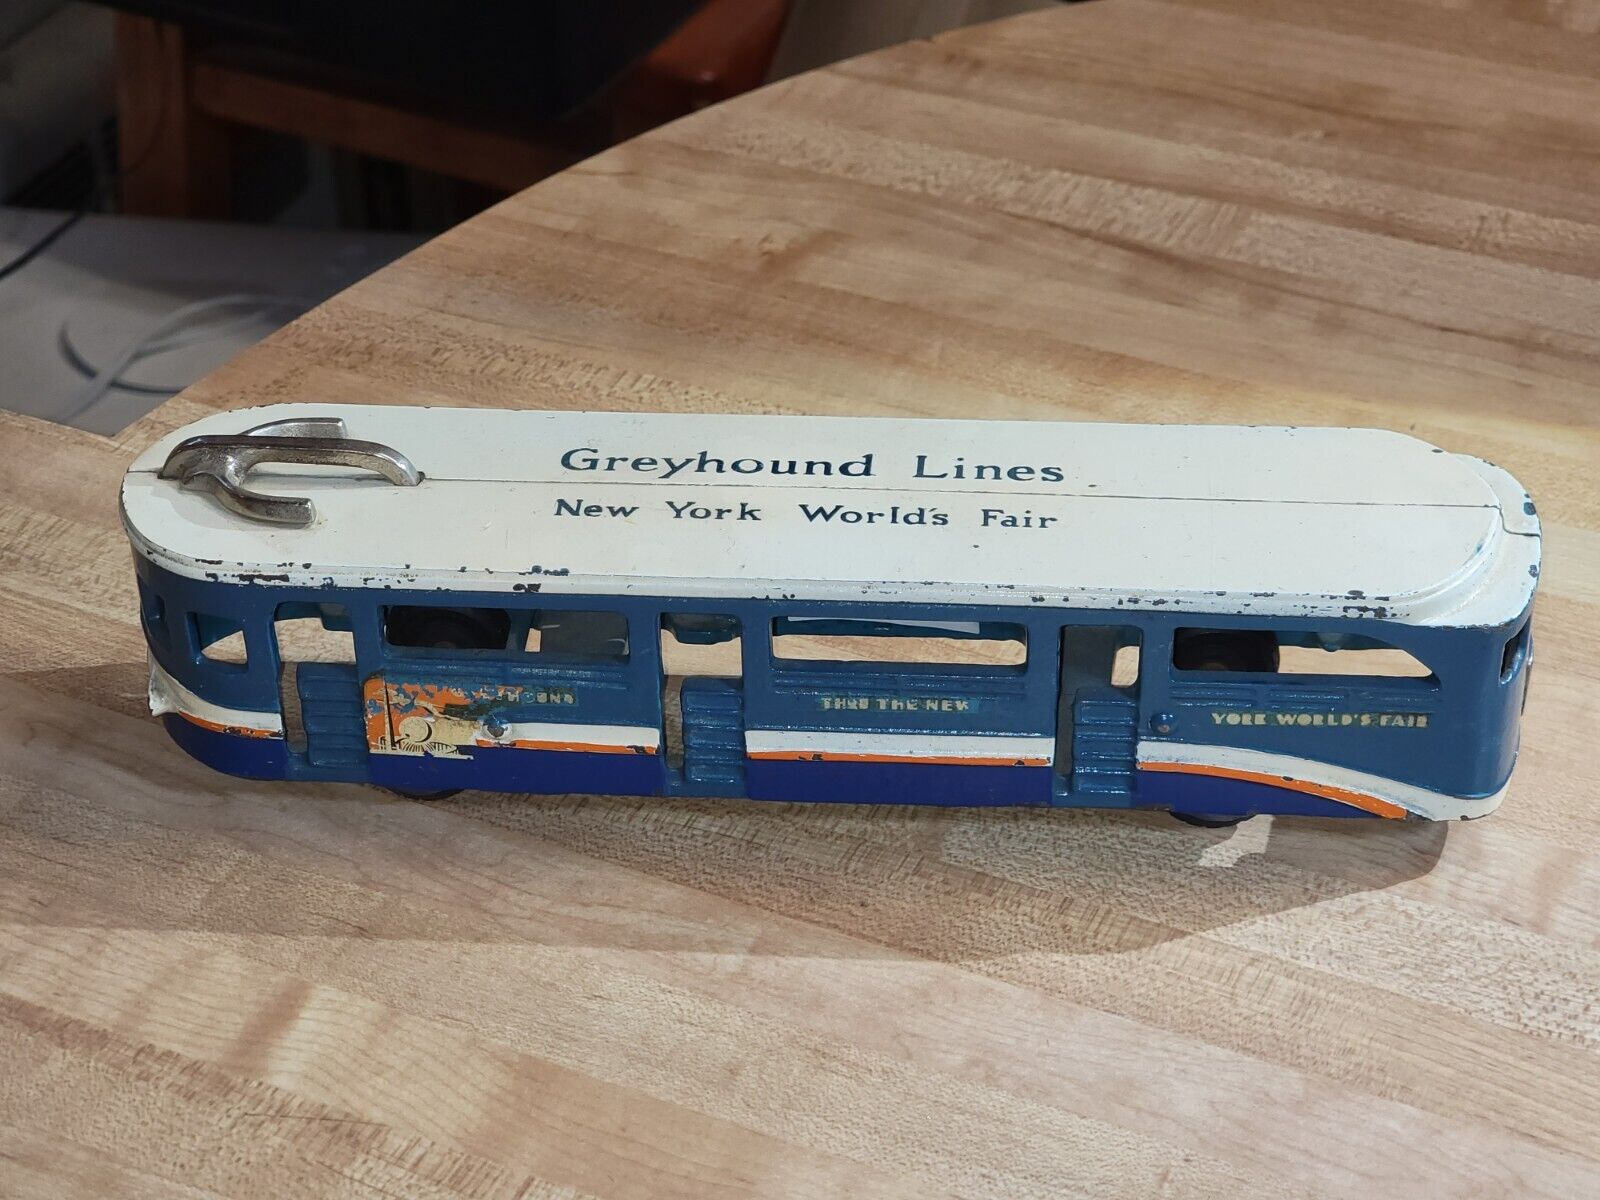 Greyhound Lines
New York World's Fair
THRU THE NEW
YORK WORLD'S FAIR